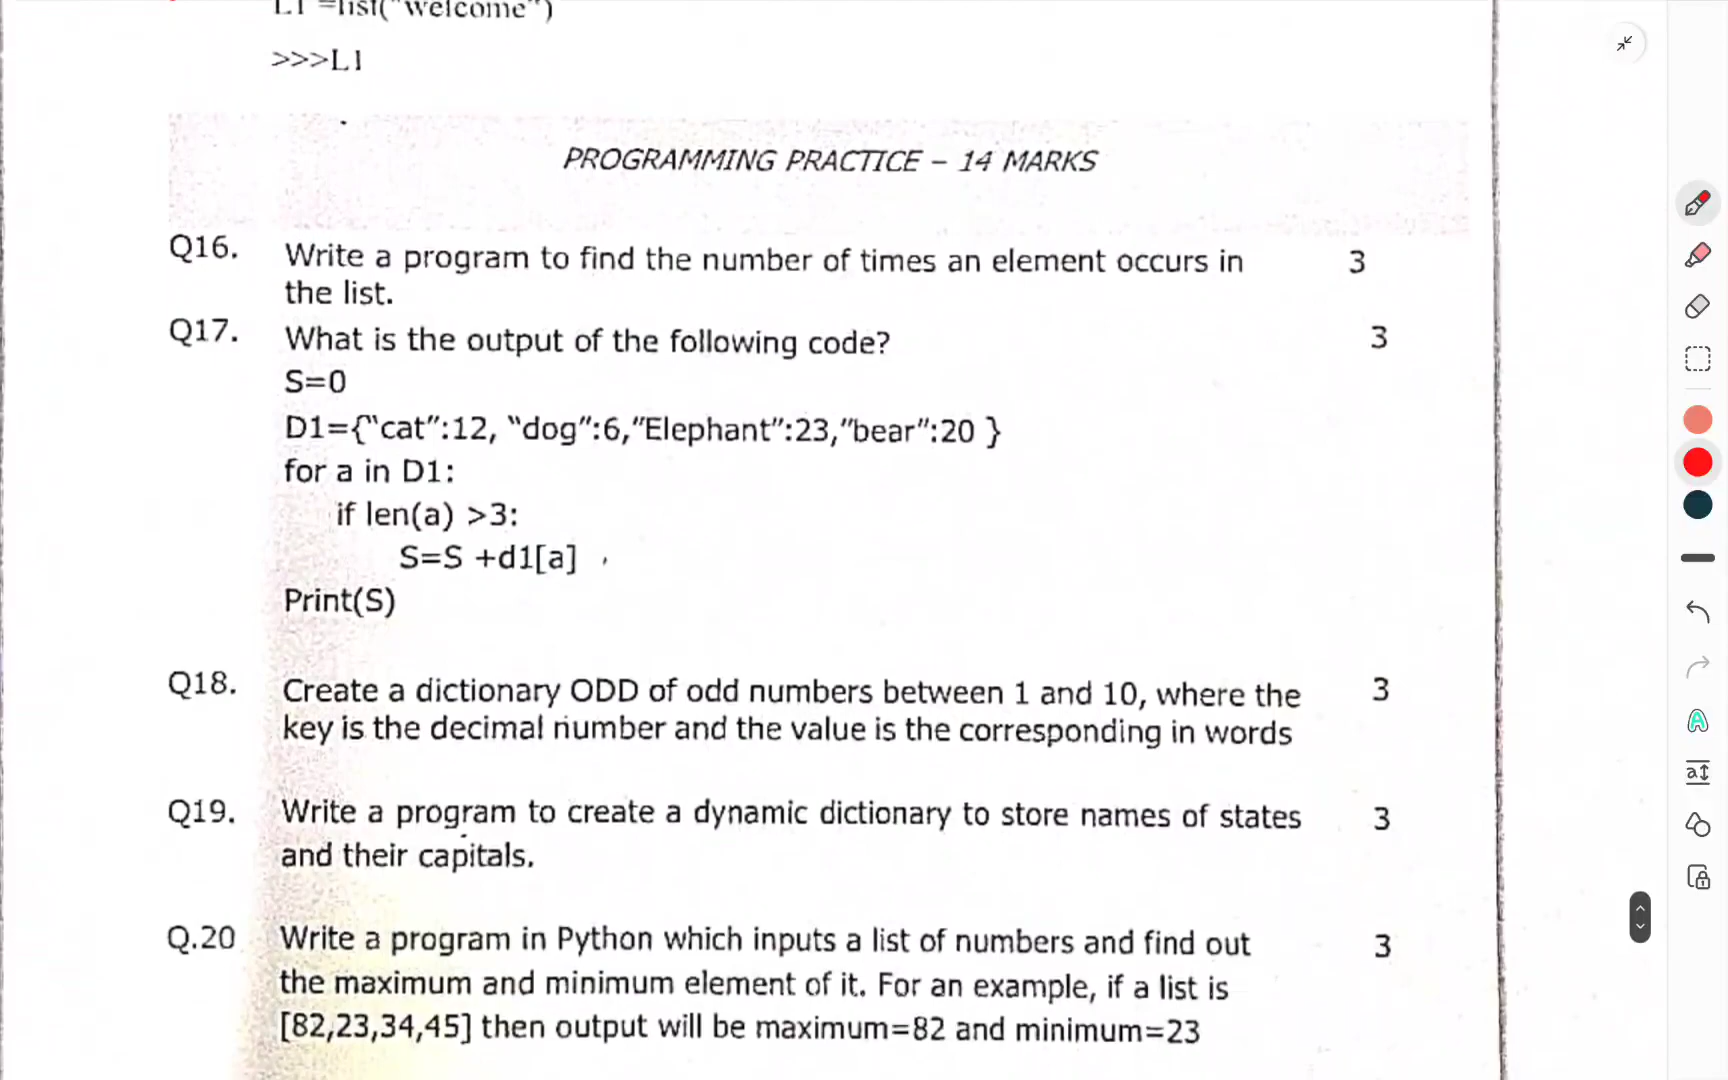 L1 =list("welcome")
>>>L1
PROGRAMMING PRACTICE – 14 MARKS
Q16. Write a program to find the number of times an element occurs in 3
the list.
Q17. What is the output of the following code? 3
S=0
D1={"cat":12, "dog":6,"Elephant":23,"bear":20 }
for a in D1:
if len(a) >3:
S=S +d1[a]
Print(S)
Q18. Create a dictionary ODD of odd numbers between 1 and 10, where the 3
key is the decimal number and the value is the corresponding in words
Q19. Write a program to create a dynamic dictionary to store names of states 3
and their capitals.
Q.20 Write a program in Python which inputs a list of numbers and find out 3
the maximum and minimum element of it. For an example, if a list is
[82,23,34,45] then output will be maximum=82 and minimum=23